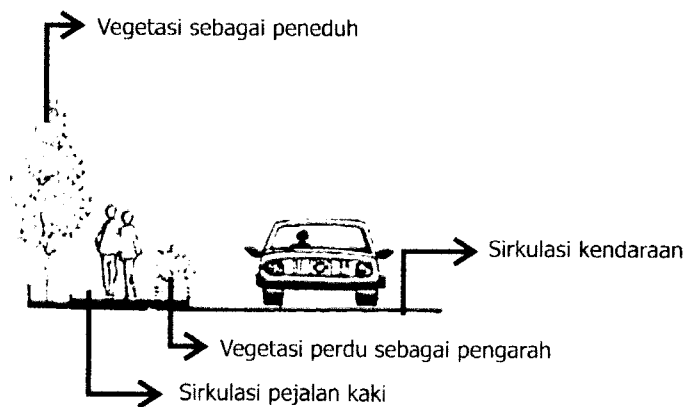 Vegetasi sebagai peneduh
Sirkulasi kendaraan
Vegetasi perdu sebagai pengarah
Sirkulasi pejalan kaki